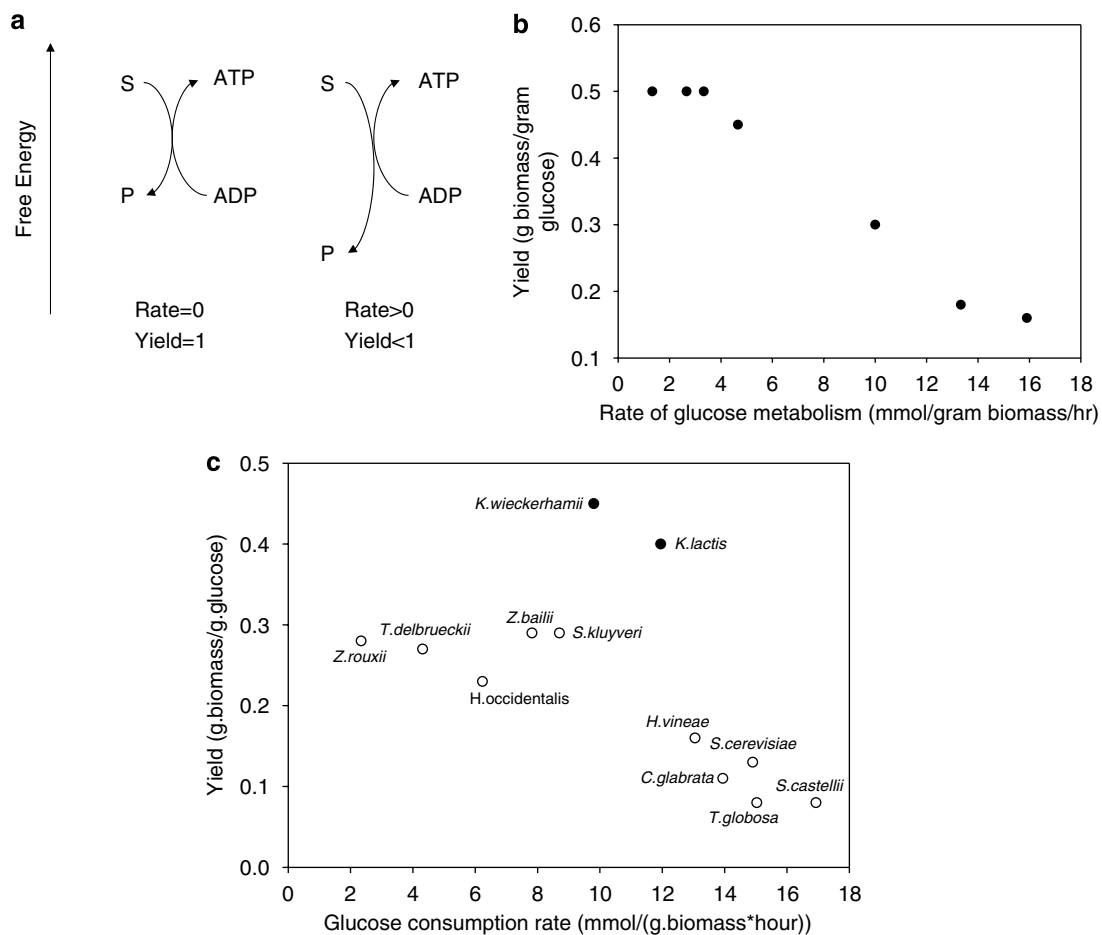 a
Free Energy
S
ATP
P
ADP
Rate=0
Yield=1
S
ATP
ADP
P
Rate>0
Yield<1
b
Yield (g biomass/gram
glucose)
0.6
0.5
0.4
0.3
0.2
0.1
0 2 4 6 8 10 12 14 16 18
Rate of glucose metabolism (mmol/gram biomass/hr)
c
Yield (g.biomass/g.glucose)
0.5
0.4
0.3
0.2
0.1
0.0
K.wieckerhamii
K.lactis
Z.bailii
T.delbrueckii
S.kluyveri
Z.rouxii
H.occidentalis
H.vineae
S.cerevisiae
C.glabrata
S.castellii
T.globosa
0 2 4 6 8 10 12 14 16 18
Glucose consumption rate (mmol/(g.biomass*hour))